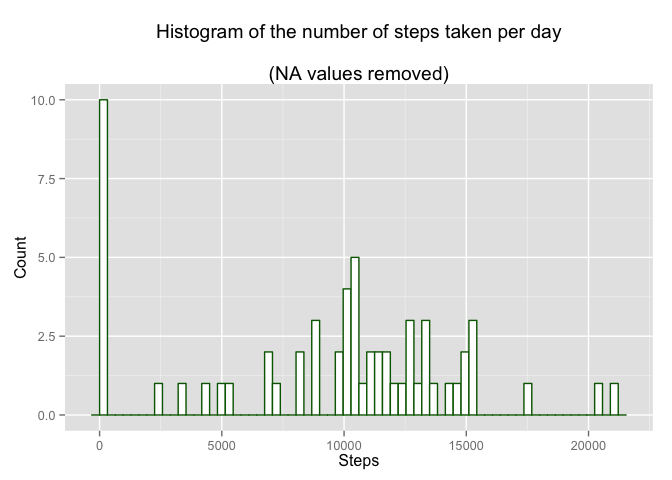 Histogram of the number of steps taken per day
(NA values removed)
10.0
7.5
5.0
2.5
0.0
Count
0 5000 10000 15000 20000
Steps